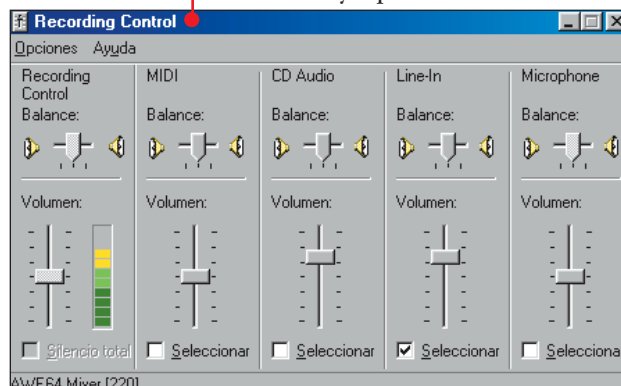 Recording Control
Opciones Ayuda
Recording Control
Balance:
Volumen:
Silencio total
MIDI
Balance:
Volumen:
Seleccionar
CD Audio
Balance:
Volumen:
Seleccionar
Line-In
Balance:
Volumen:
Seleccionar
Microphone
Balance:
Volumen:
Selecciona
AWE64 Mixer [220]